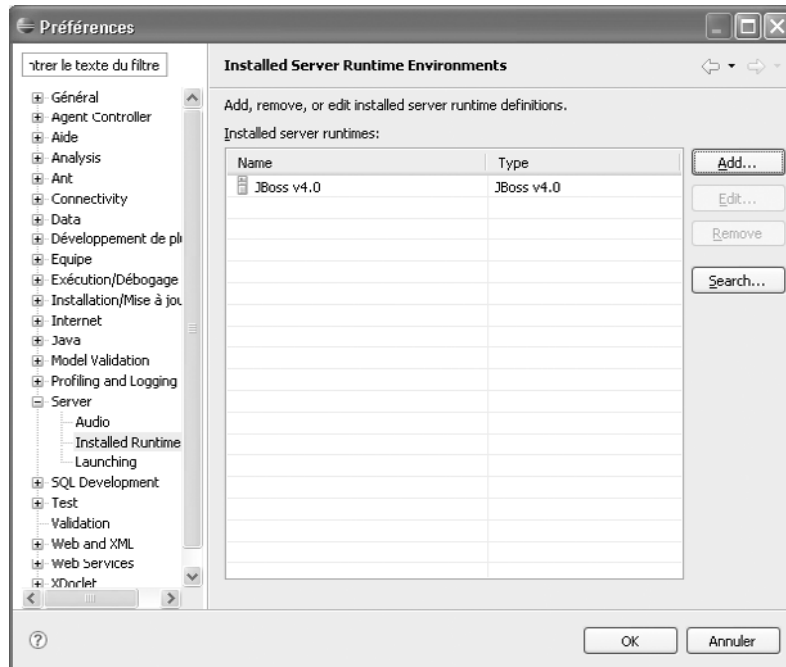 Préférences
ntrer le texte du filtre
Général
Agent Controller
Aide
Analysis
Ant
Connectivity
Data
Développement de plu
Equipe
Exécution/Débogage
Installation/Mise à jou
Internet
Java
Model Validation
Profiling and Logging
Server
Audio
Installed Runtime
Launching
SQL Development
Test
Validation
Web and XML
Web Services
XDoclet
Installed Server Runtime Environments
Add, remove, or edit installed server runtime definitions.
Installed server runtimes:
Name Type
JBoss v4.0 JBoss v4.0
Add...
Edit...
Remove
Search...
OK Annuler